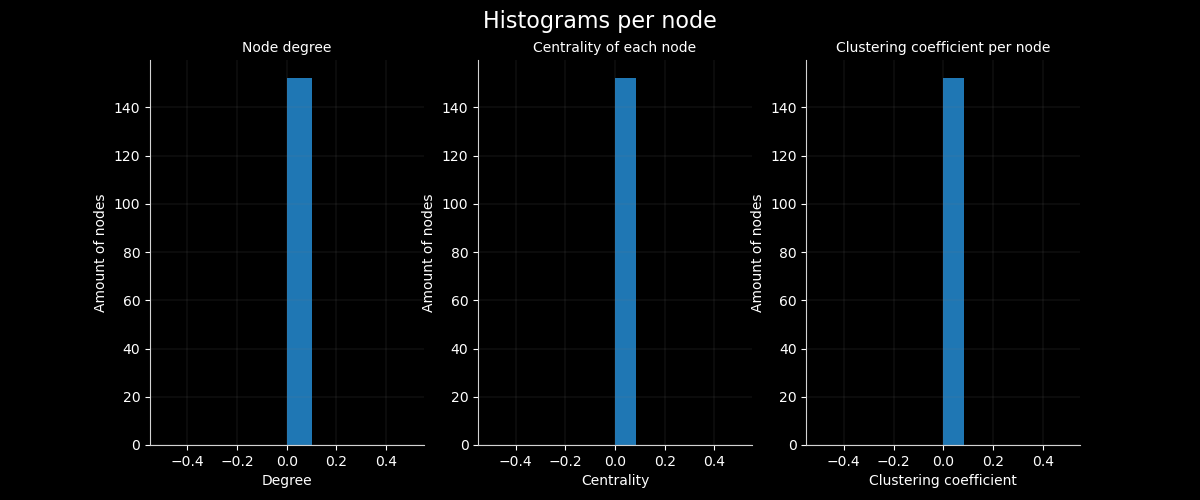 Histograms per node
Node degree
Amount of nodes
140
120
100
80
60
40
20
0
−0.4 −0.2 0.0 0.2 0.4
Degree
Centrality of each node
Amount of nodes
140
120
100
80
60
40
20
0
−0.4 −0.2 0.0 0.2 0.4
Centrality
Clustering coefficient per node
Amount of nodes
140
120
100
80
60
40
20
0
−0.4 −0.2 0.0 0.2 0.4
Clustering coefficient